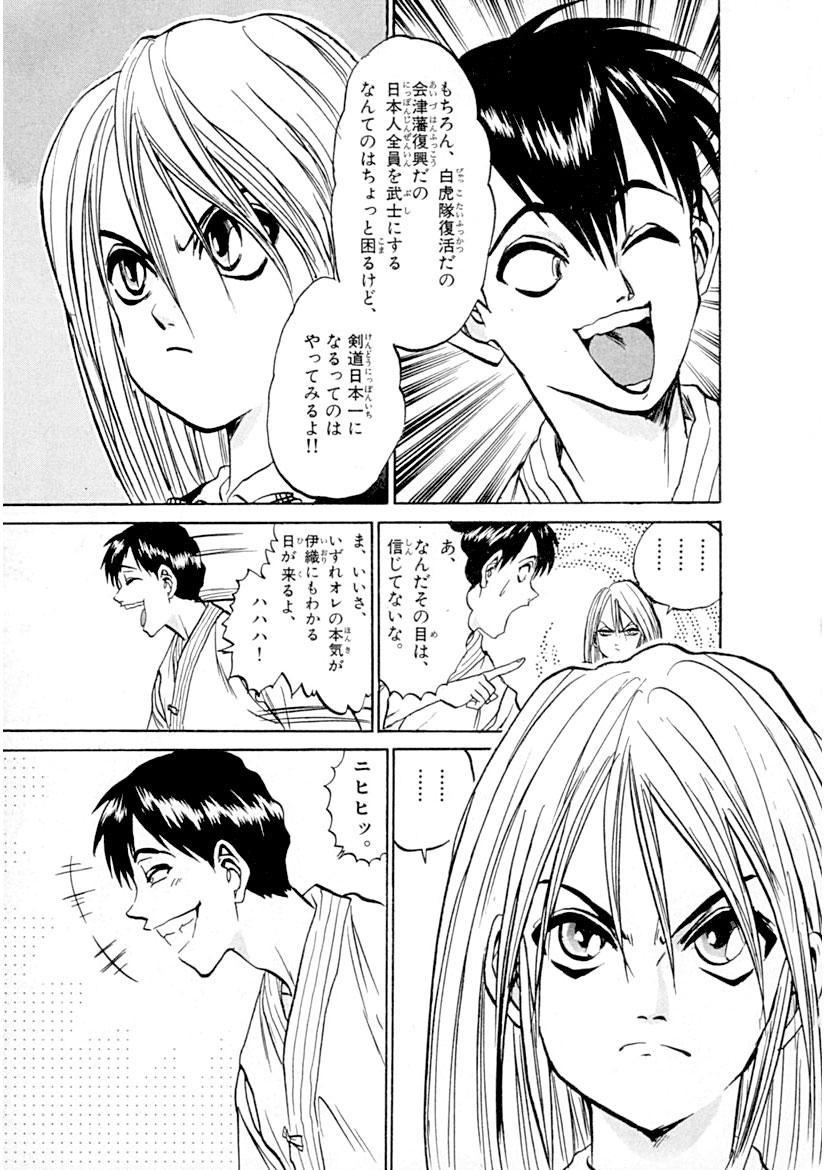 もちろん、白虎隊復活だの
会津藩復興だの
日本人全員を武士にする
なんてのはちょっと困るけど、
剣道日本一に
なるってのは
やってみるよ!!
⋯⋯
⋯⋯
あ、
なんだその目は、
信じてないな。
ま、いいさ、
いずれオレの本気が
伊織にもわかる
日が来るよ、
ハハハ!
⋯⋯
⋯⋯
ニヒヒッ。